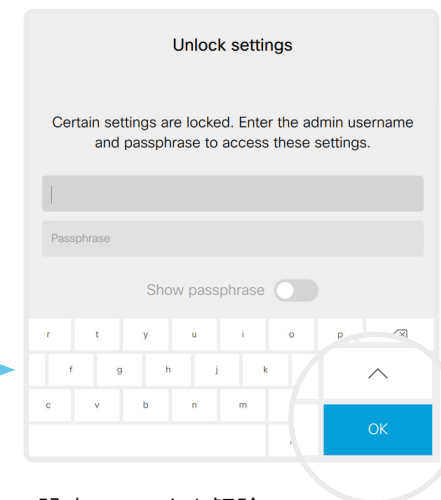 Unlock settings
Certain settings are locked. Enter the admin username
and passphrase to access these settings.
Passphrase
Show passphrase
r t y u i o p
f g h j k
c v b n m
OK